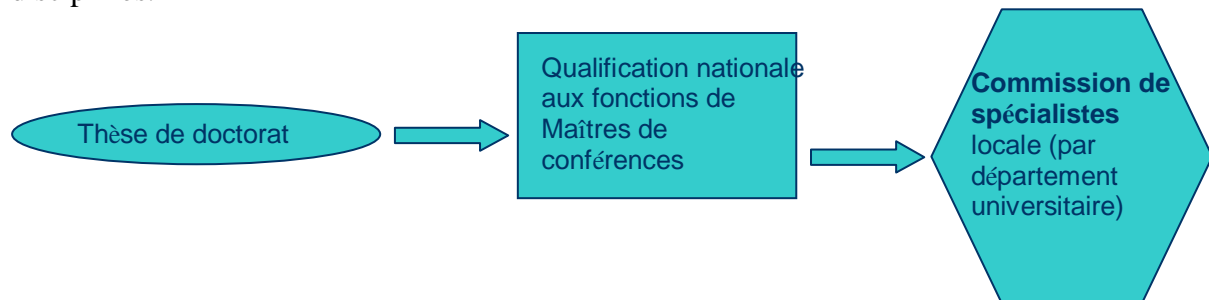 Thèse de doctorat
Qualification nationale
aux fonctions de
Maîtres de
conférences
Commission de
spécialistes
locale (par
département
universitaire)